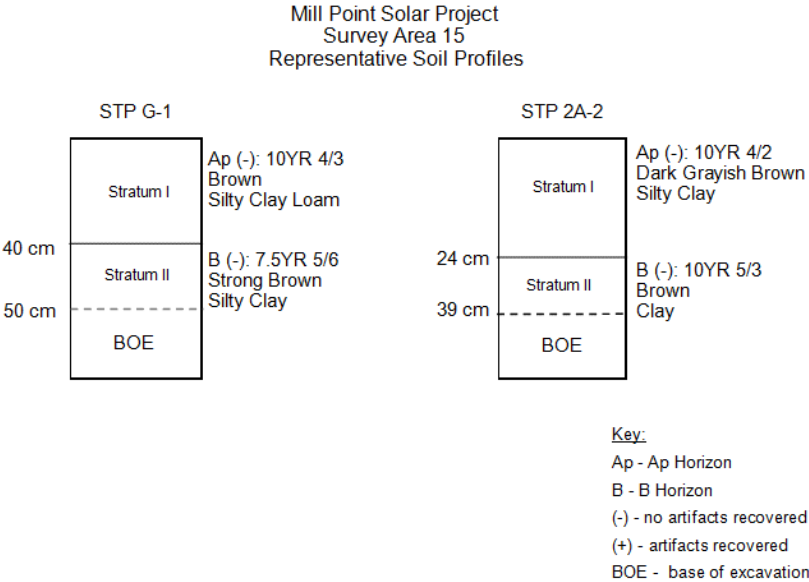 Mill Point Solar Project
Survey Area 15
Representative Soil Profiles
STP G-1
Stratum I
Ap (-): 10YR 4/3
Brown
Silty Clay Loam
40 cm
Stratum II
B (-): 7.5YR 5/6
Strong Brown
Silty Clay
50 cm
BOE
STP 2A-2
Stratum I
Ap (-): 10YR 4/2
Dark Grayish Brown
Silty Clay
24 cm
Stratum II
B (-): 10YR 5/3
Brown
Clay
39 cm
BOE
Key:
Ap - Ap Horizon
B - B Horizon
(-) - no artifacts recovered
(+) - artifacts recovered
BOE - base of excavation